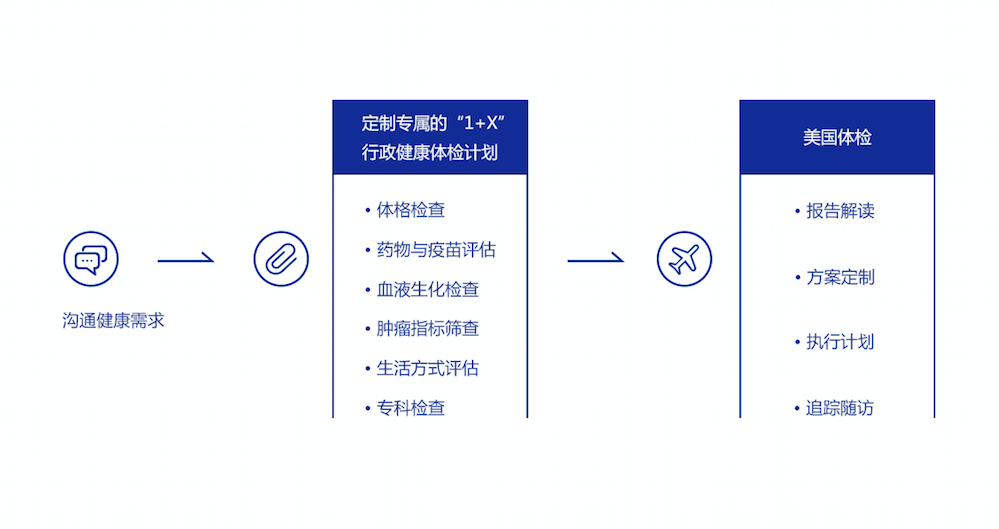 沟通健康需求
定制专属的“1+X”
行政健康体检计划
• 体格检查
• 药物与疫苗评估
• 血液生化检查
• 肿瘤指标筛查
• 生活方式评估
• 专科检查
美国体检
• 报告解读
• 方案定制
• 执行计划
• 追踪随访